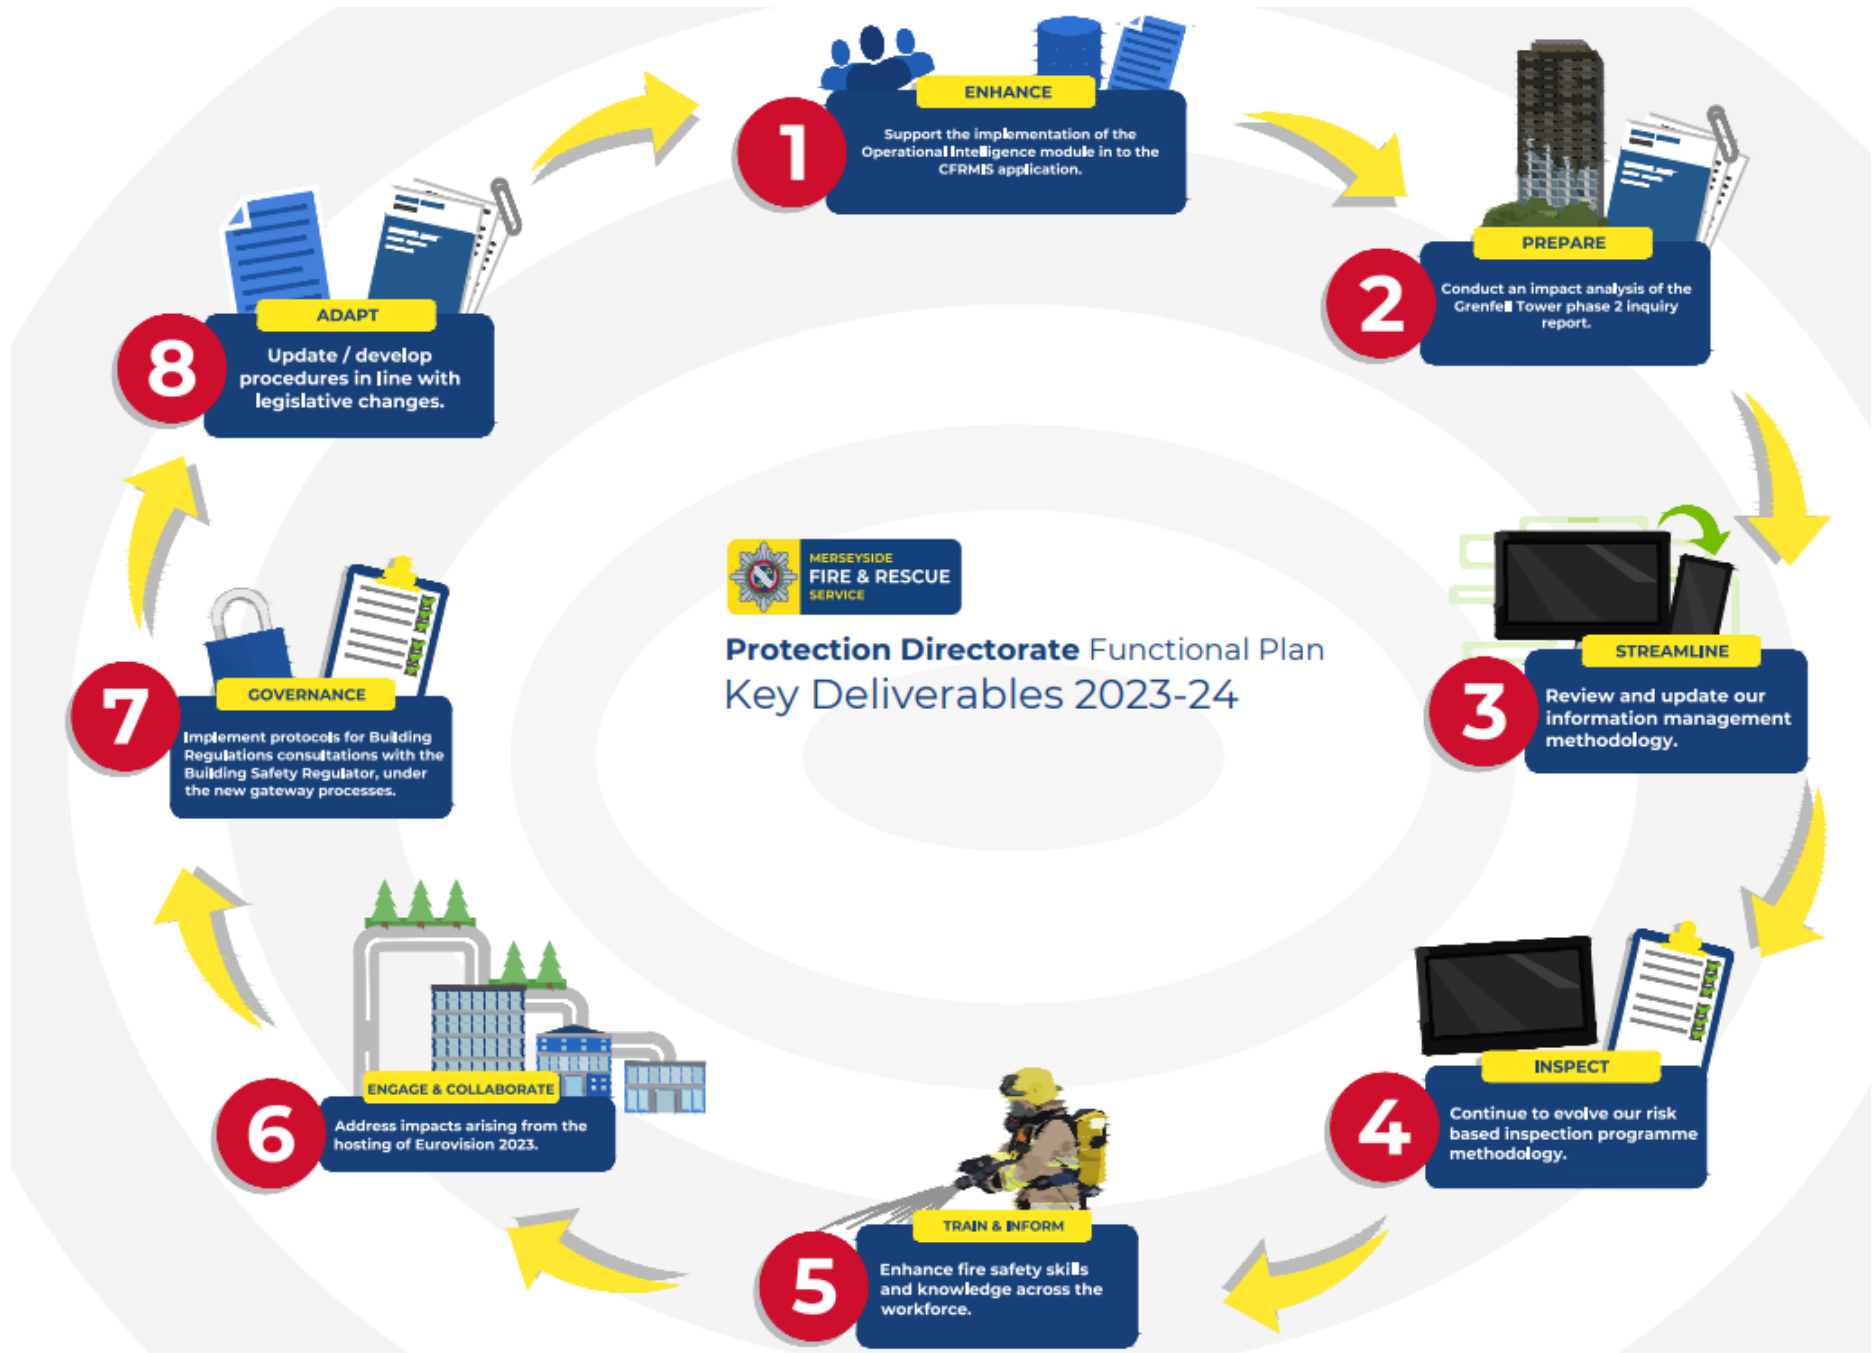 ENHANCE
1
Support the implementation of the
Operational Intelligence module in to the
CFRMIS application.
PREPARE
2
Conduct an impact analysis of the
Grenfell Tower phase 2 inquiry
report.
STREAMLINE
3
Review and update our
information management
methodology.
INSPECT
4
Continue to evolve our risk
based inspection programme
methodology.
TRAIN & INFORM
5
Enhance fire safety skills
and knowledge across the
workforce.
ENGAGE & COLLABORATE
6
Address impacts arising from the
hosting of Eurovision 2023.
GOVERNANCE
7
Implement protocols for Building
Regulations consultations with the
Building Safety Regulator, under
the new gateway processes.
ADAPT
8
Update / develop
procedures in line with
legislative changes.
MERSEYSIDE
FIRE & RESCUE
SERVICE
Protection Directorate Functional Plan
Key Deliverables 2023-24